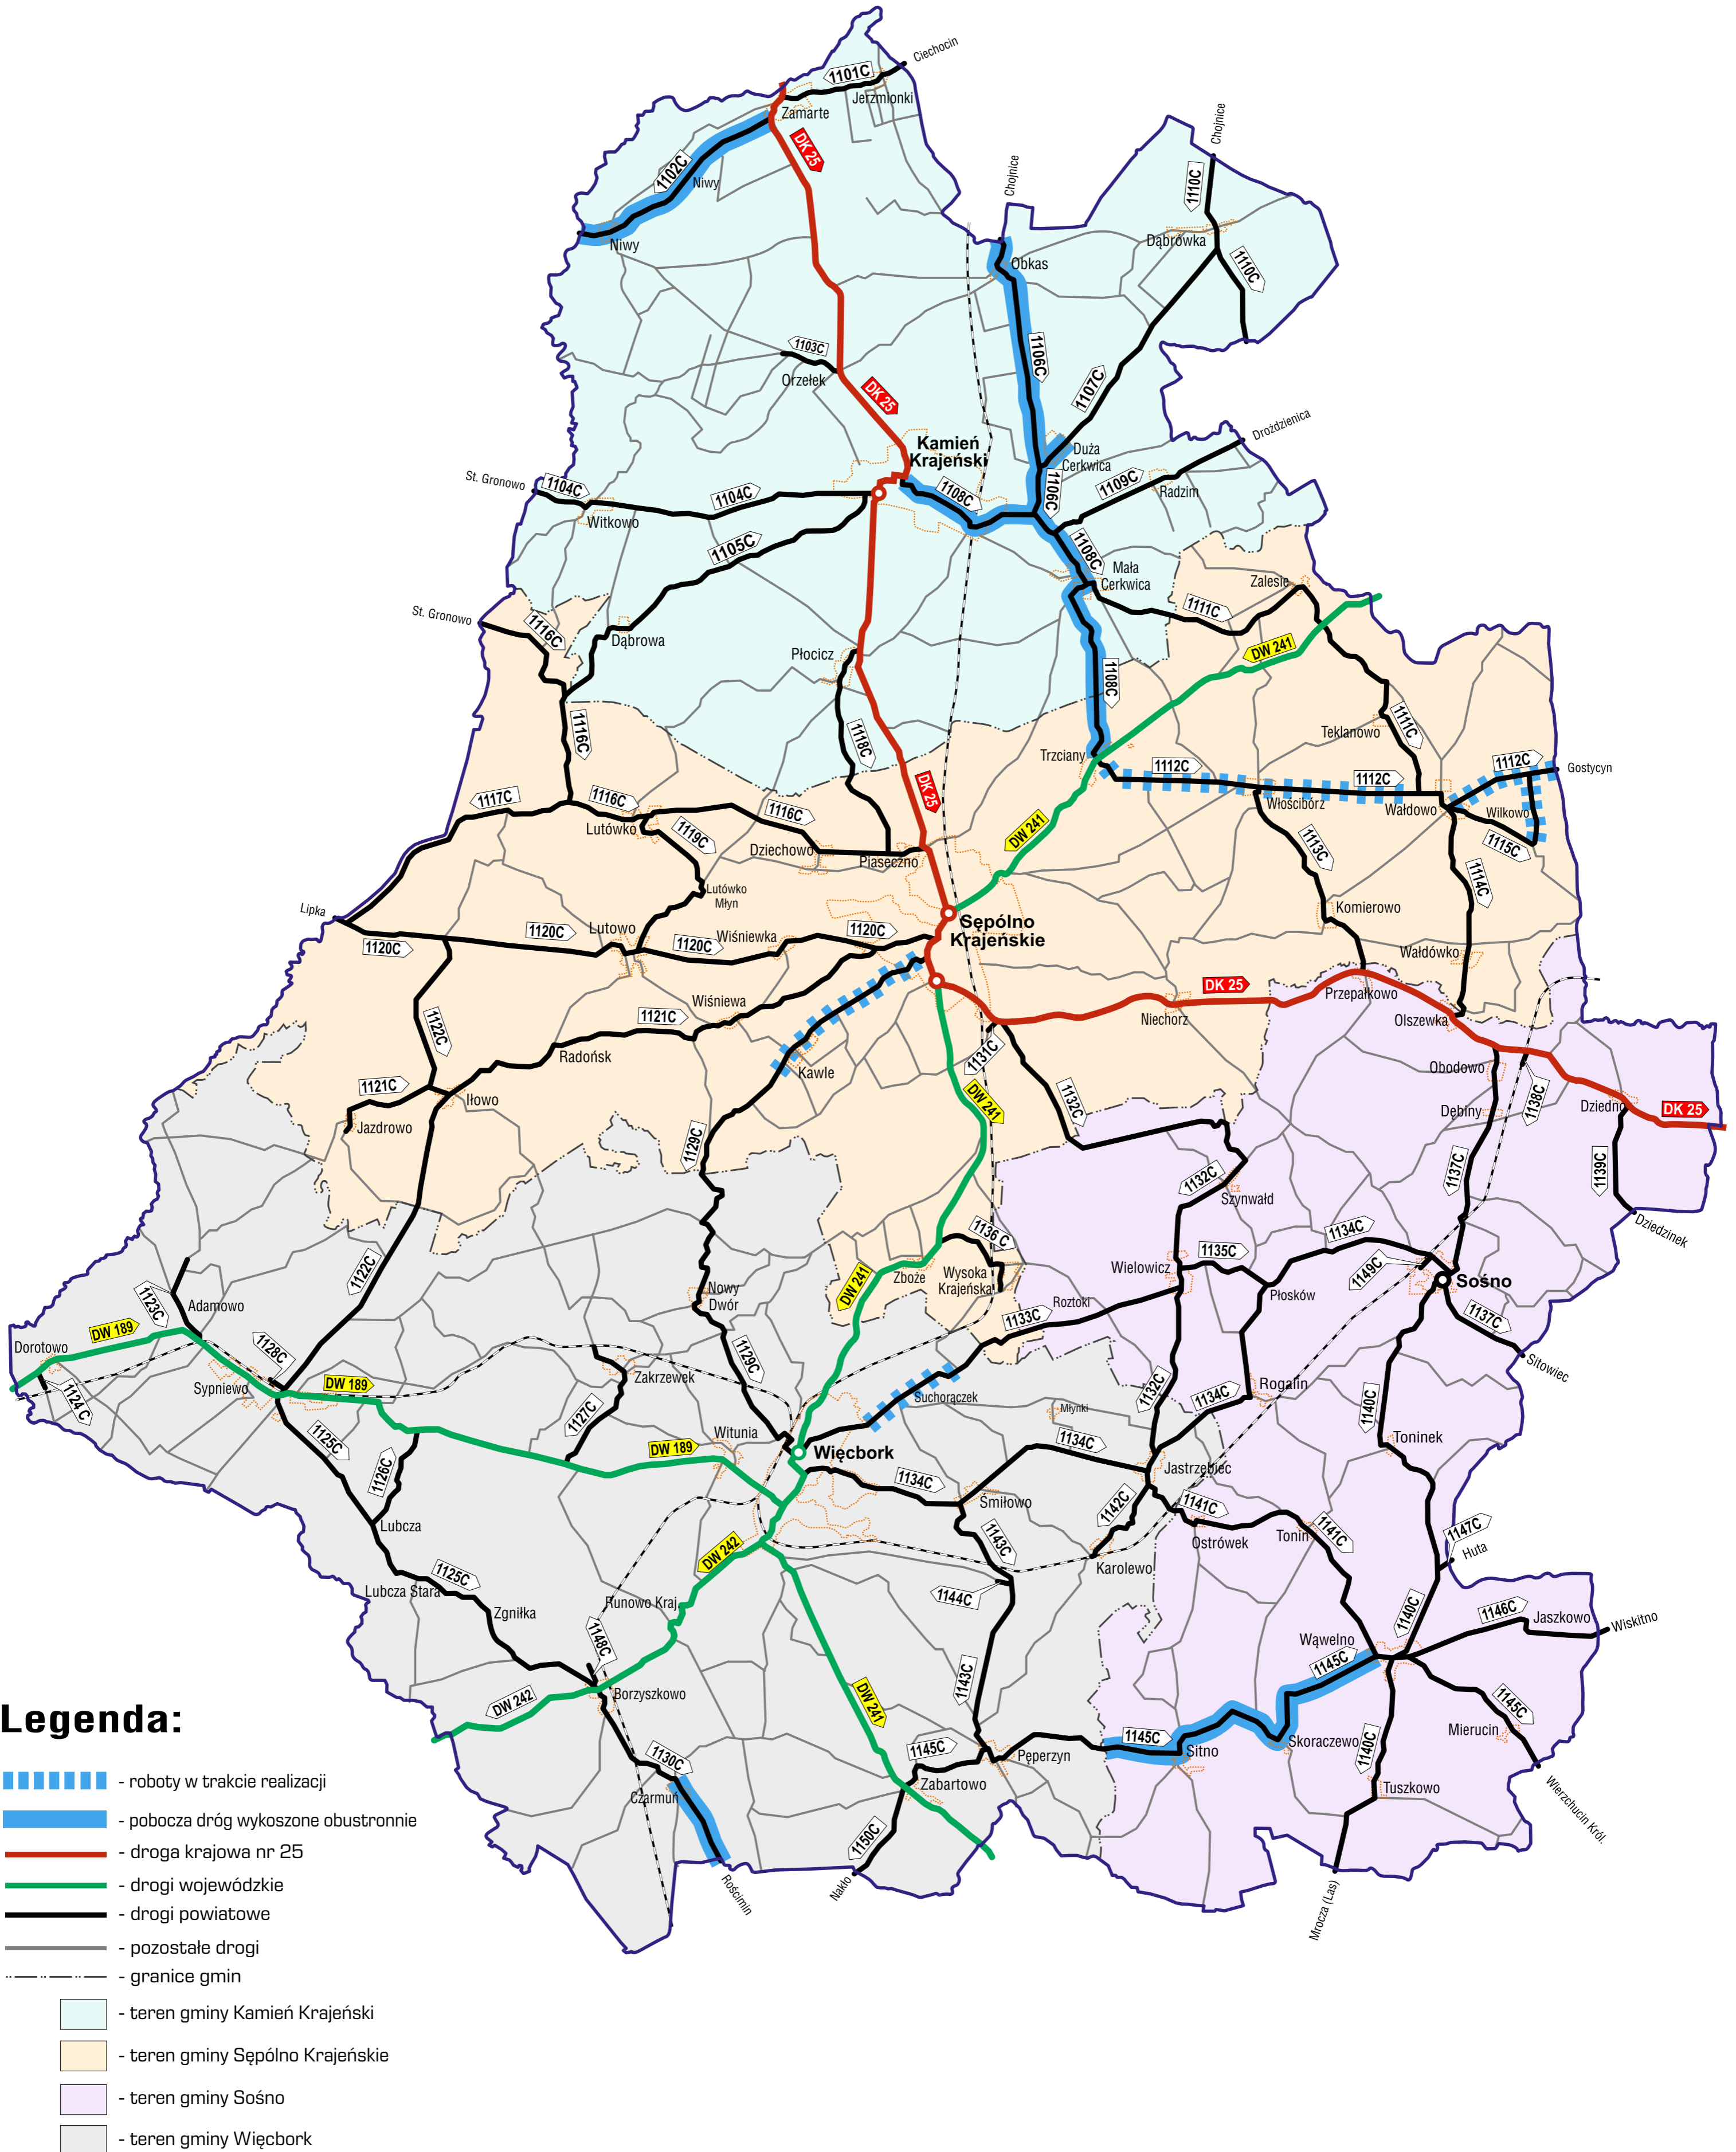 Ciechocin
1101C
Jerzmionki
Zamarte
DK 25
1102C
Niwy
Niwy
Chojnice
Chojnice
1110C
Dąbrówka
1110C
Obkas
1106C
1103C
Orzełek
DK 25
1107C
Kamień
Krajeński
Duża
Cerkwica
Drożdzienica
St. Gronowo
1104C
1104C
Witkowo
1108C
1106C
1109C
Radzim
1105C
1108C
Mała
Cerkwica
Zalesie
St. Gronowo
1116C
Dąbrowa
1111C
Płocicz
DW 241
1108C
1116C
1118C
Teklanowo
1111C
Trzciany
1112C
1112C
1112C
Gostycyn
DK 25
1117C
1116C
1116C
Lutówko
1119C
Włościbórz
Wałdowo
Wilkowo
DW 241
Dziechowo
Piaseczno
1113C
1115C
1114C
Lutówko
Młyn
Lipka
Komierowo
Sępólno
Krajeńskie
1120C
1120C
Lutowo
1120C
Wiśniewka
1120C
Wałdówko
DK 25
Przepałkowo
Wiśniewa
Niechorz
Olszewka
1122C
1121C
Radońsk
1131C
Kawle
Obodowo
1121C
Iłowo
DW 241
1132C
Dębiny
1138C
Dziedno
DK 25
Jazdrowo
1129C
1137C
1139C
1132C
Szynwałd
Dziedzinek
1136 C
1134C
1122C
Zboże
Wysoka
Krajeńska
Wielowicz
1135C
1149C
Sośno
DW 241
Nowy
Dwór
Płosków
1123C
Adamowo
Roztoki
1133C
1137C
DW 189
Dorotowo
1128C
1129C
Sitowiec
Sypniewo
DW 189
Zakrzewek
Suchorączek
1132C
Rogalin
1124 C
1127C
Młynki
1134C
1140C
Witunia
DW 189
Więcbork
1134C
Toninek
1125C
1126C
1134C
Jastrzębiec
Śmiłowo
1142C
1141C
Lubcza
1143C
Ostrówek
Tonin
1141C
1147C
Huta
DW 242
Karolewo
1125C
Lubcza Stara
1144C
Zgniłka
Runowo Kraj.
1140C
1146C
Jaszkowo
Wiskitno
1148C
Wąwelno
1145C
1143C
Borzyszkowo
DW 242
DW 241
1145C
1145C
Mierucin
1145C
Pęperzyn
Sitno
Skoraczewo
1140C
1130C
Zabartowo
Czarmuń
Tuszkowo
Wierzchucin Król.
1150C
Nakło
Rościmin
Mrocza (Las)
Legenda:
- roboty w trakcie realizacji
- pobocza dróg wykoszone obustronnie
- droga krajowa nr 25
- drogi wojewódzkie
- drogi powiatowe
- pozostałe drogi
- granice gmin
- teren gminy Kamień Krajeński
- teren gminy Sępólno Krajeńskie
- teren gminy Sośno
- teren gminy Więcbork